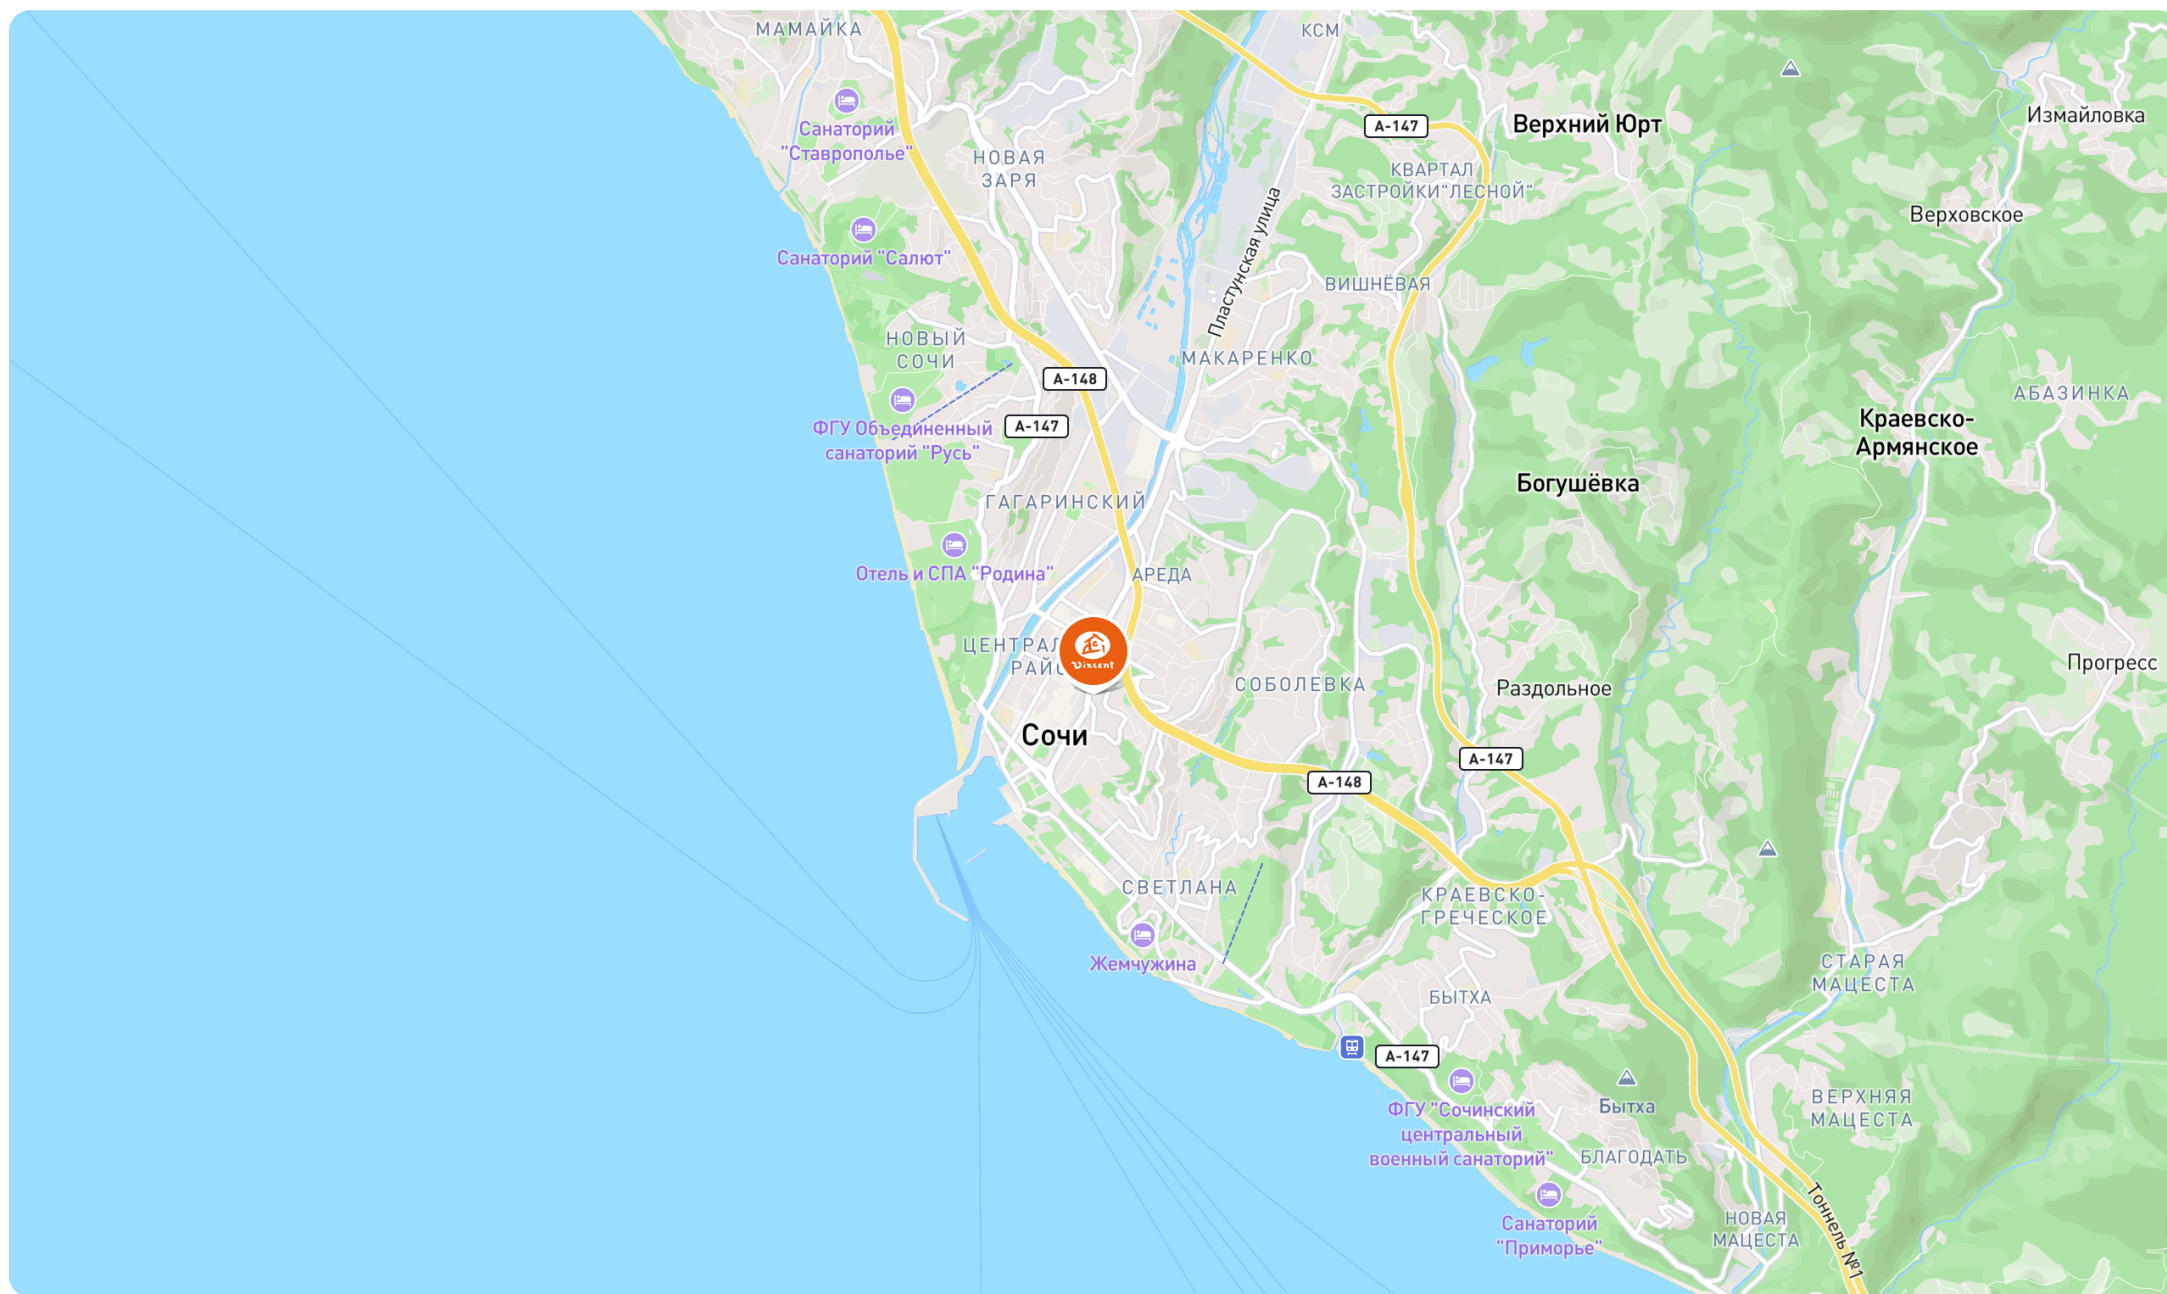 МАМАЙКА
КСМ
Санаторий
"Ставрополье"
А-147
Верхний Юрт
Измайловка
НОВАЯ
ЗАРЯ
КВАРТАЛ
ЗАСТРОЙКИ"ЛЕСНОЙ"
Верховское
Санаторий "Салют"
Пластунская улица
ВИШНЁВАЯ
НОВЫЙ
СОЧИ
МАКАРЕНКО
А-148
АБАЗИНКА
ФГУ Объединенный
санаторий "Русь"
А-147
Краевско-
Армянское
Богушёвка
ГАГАРИНСКИЙ
Отель и СПА "Родина"
АРЕДА
ЦЕНТРАЛ
РАЙО
Vincent
СОБОЛЕВКА
Раздольное
Прогресс
Сочи
А-148
А-147
СВЕТЛАНА
КРАЕВСКО-
ГРЕЧЕСКОЕ
Жемчужина
СТАРАЯ
МАЦЕСТА
БЫТХА
А-147
ФГУ "Сочинский
центральный
военный санаторий"
Бытха
ВЕРХНЯЯ
МАЦЕСТА
БЛАГОДАТЬ
Санаторий
"Приморье"
НОВАЯ
МАЦЕСТА
Тоннель №1